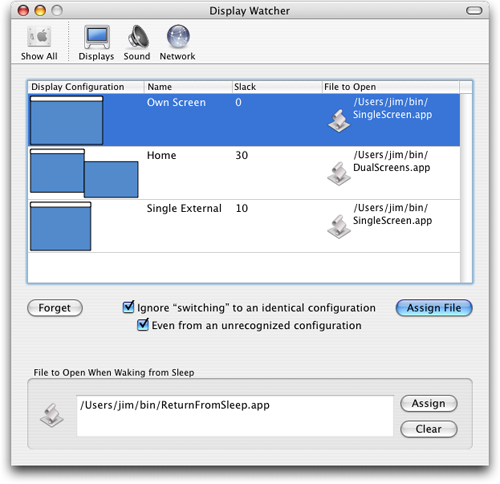 Display Watcher
Show All Displays Sound Network
Display Configuration Name Slack File to Open
Own Screen 0 /Users/jim/bin/
SingleScreen.app
Home 30 /Users/jim/bin/
DualScreens.app
Single External 10 /Users/jim/bin/
SingleScreen.app
Forget Ignore “switching” to an identical configuration Assign File
Even from an unrecognized configuration
File to Open When Waking from Sleep
/Users/jim/bin/ReturnFromSleep.app Assign
Clear